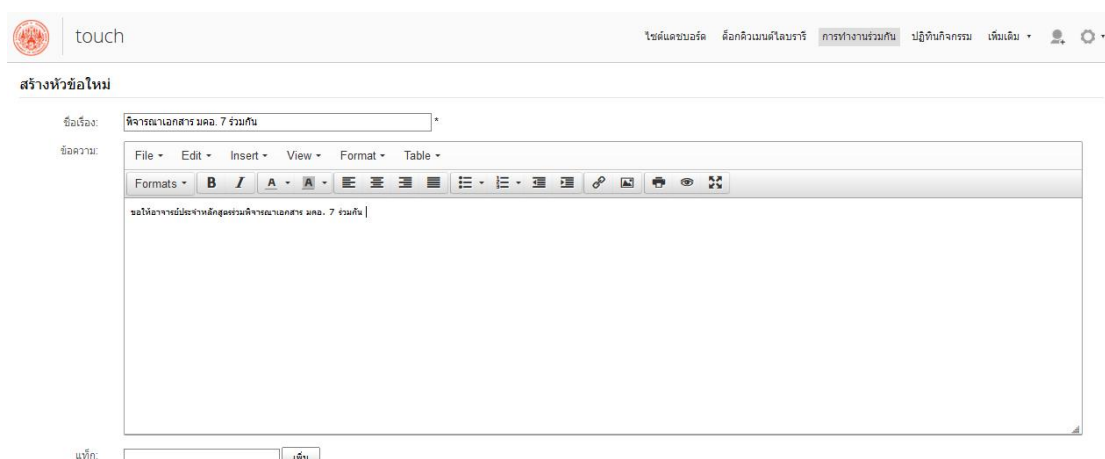 touch
ไซต์แดชบอร์ด ด็อกคิวเมนต์ไลบรารี การทำงานร่วมกัน ปฏิทินกิจกรรม เพิ่มเติม
สร้างหัวข้อใหม่
ชื่อเรื่อง: พิจารณาเอกสาร มคอ. 7 ร่วมกัน *
ข้อความ:
File Edit Insert View Format Table
Formats B I A A
ขอให้อาจารย์ประจำหลักสูตรร่วมพิจารณาเอกสาร มคอ. 7 ร่วมกัน
แท็ก: เพิ่ม